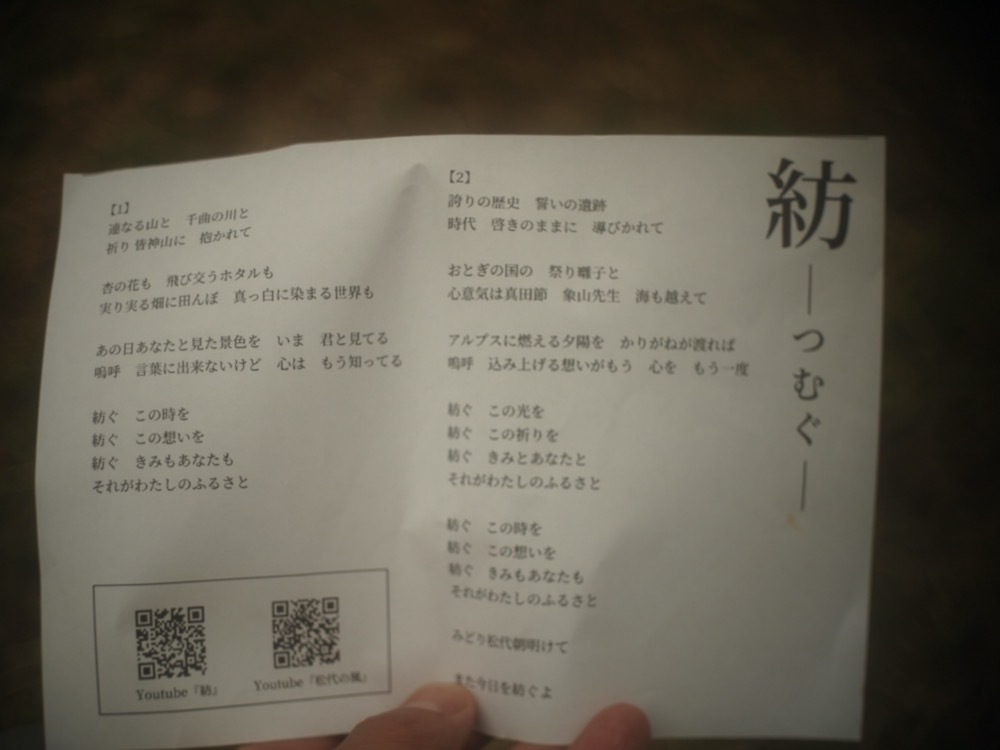 紡
―つむぐ―
【1】
連なる山と　千曲の川と
祈り 皆神山に　抱かれて
杏の花も　飛び交うホタルも
実り実る畑に田んぼ　真っ白に染まる世界も
あの日あなたと見た景色を　いま　君と見てる
嗚呼　言葉に出来ないけど　心は　もう知ってる
紡ぐ　この時を
紡ぐ　この想いを
紡ぐ　きみもあなたも
それがわたしのふるさと
【2】
誇りの歴史　誓いの遺跡
時代　啓きのままに　導びかれて
おとぎの国の　祭り囃子と
心意気は真田節　象山先生　海も越えて
アルプスに燃える夕陽を　かりがねが渡れば
嗚呼　込み上げる想いがもう　心を　もう一度
紡ぐ　この光を
紡ぐ　この祈りを
紡ぐ　きみとあなたと
それがわたしのふるさと
紡ぐ　この時を
紡ぐ　この想いを
紡ぐ　きみもあなたも
それがわたしのふるさと
みどり松代朝明けて
また今日を紡ぐよ
Youtube『紡』
Youtube『松代の風』